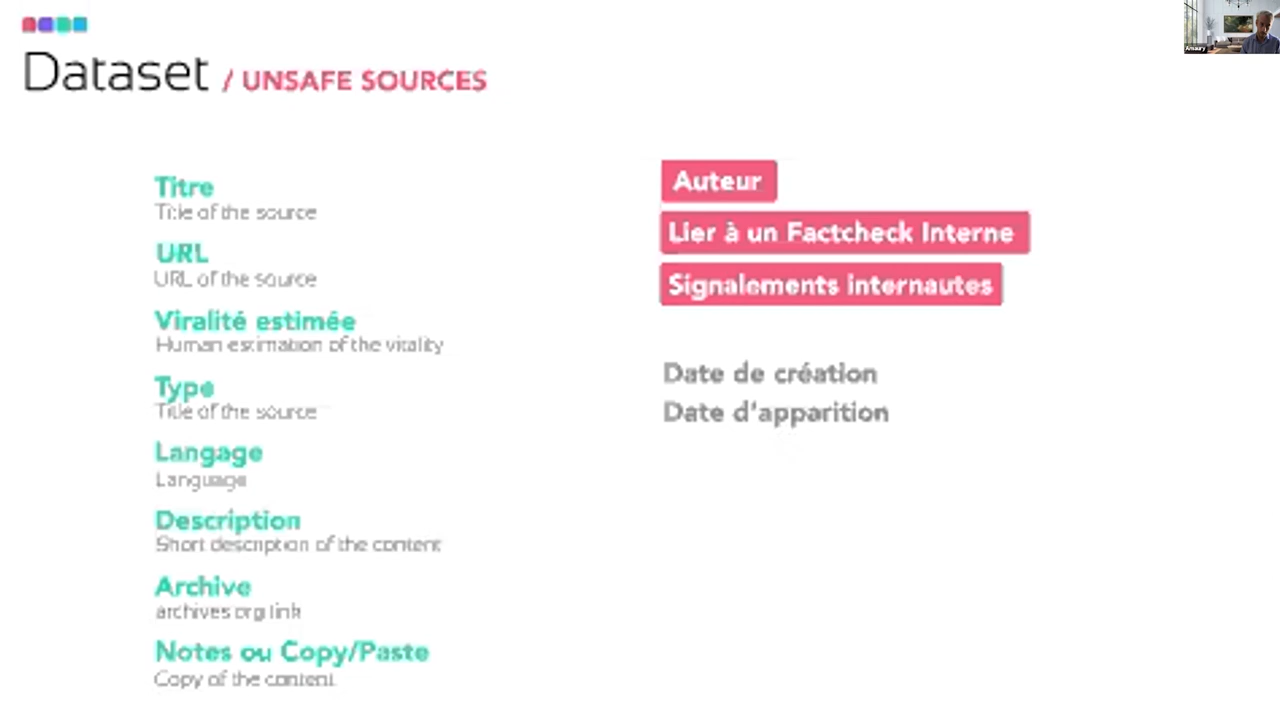 Dataset / UNSAFE SOURCES
Amaury
Titre
Title of the source
URL
URL of the source
Viralité estimée
Human estimation of the vitality
Type
Title of the source
Langage
Language
Description
Short description of the content
Archive
archives org link
Notes ou Copy/Paste
Copy of the content
Auteur
Lier à un Factcheck Interne
Signalements internautes
Date de création
Date d'apparition